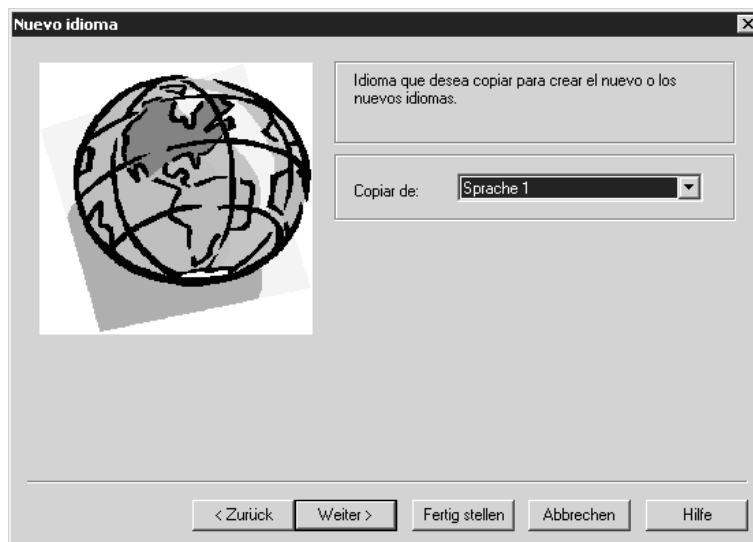 Nuevo idioma
Idioma que desea copiar para crear el nuevo o los
nuevos idiomas.
Copiar de:
Sprache 1
< Zurück
Weiter >
Fertig stellen
Abbrechen
Hilfe